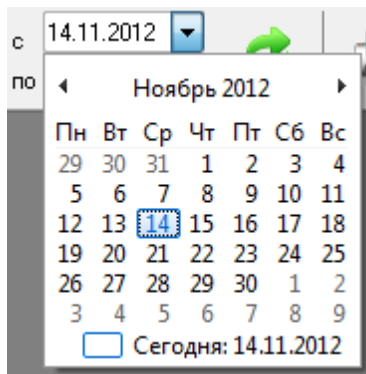 с 14.11.2012
по
Ноябрь 2012
Пн Вт Ср Чт Пт Сб Вс
29 30 31 1 2 3 4
5 6 7 8 9 10 11
12 13 14 15 16 17 18
19 20 21 22 23 24 25
26 27 28 29 30 1 2
3 4 5 6 7 8 9
Сегодня: 14.11.2012